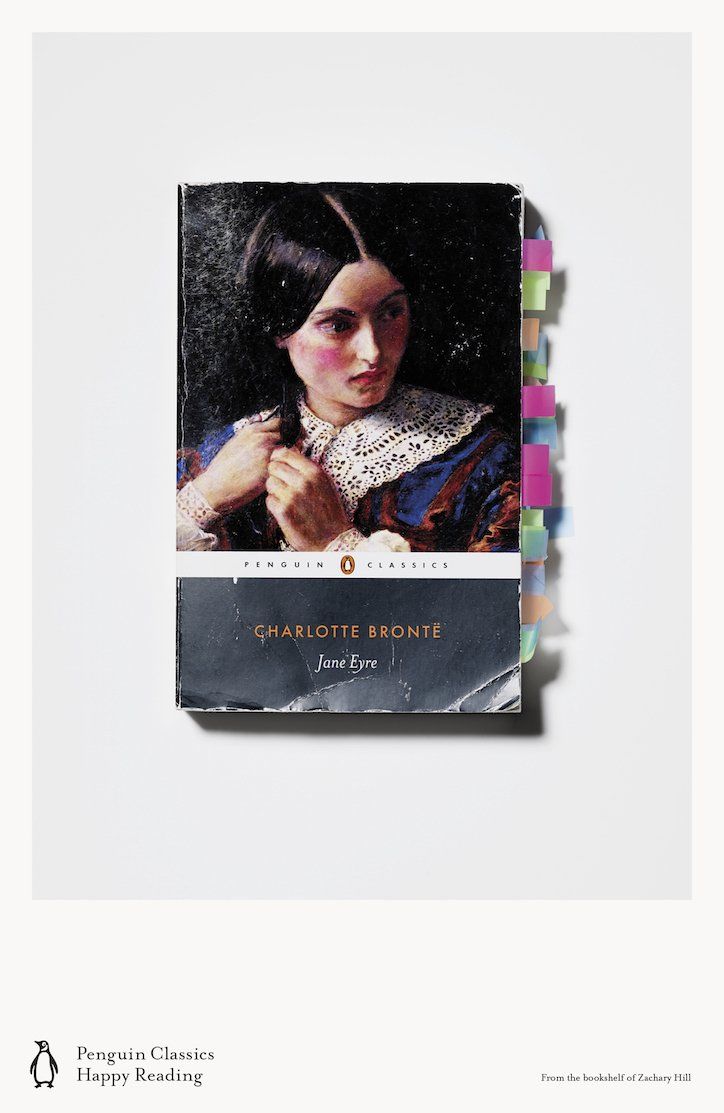 PENGUIN CLASSICS
CHARLOTTE BRONTË
Jane Eyre
Penguin Classics
Happy Reading
From the bookshelf of Zachary Hill